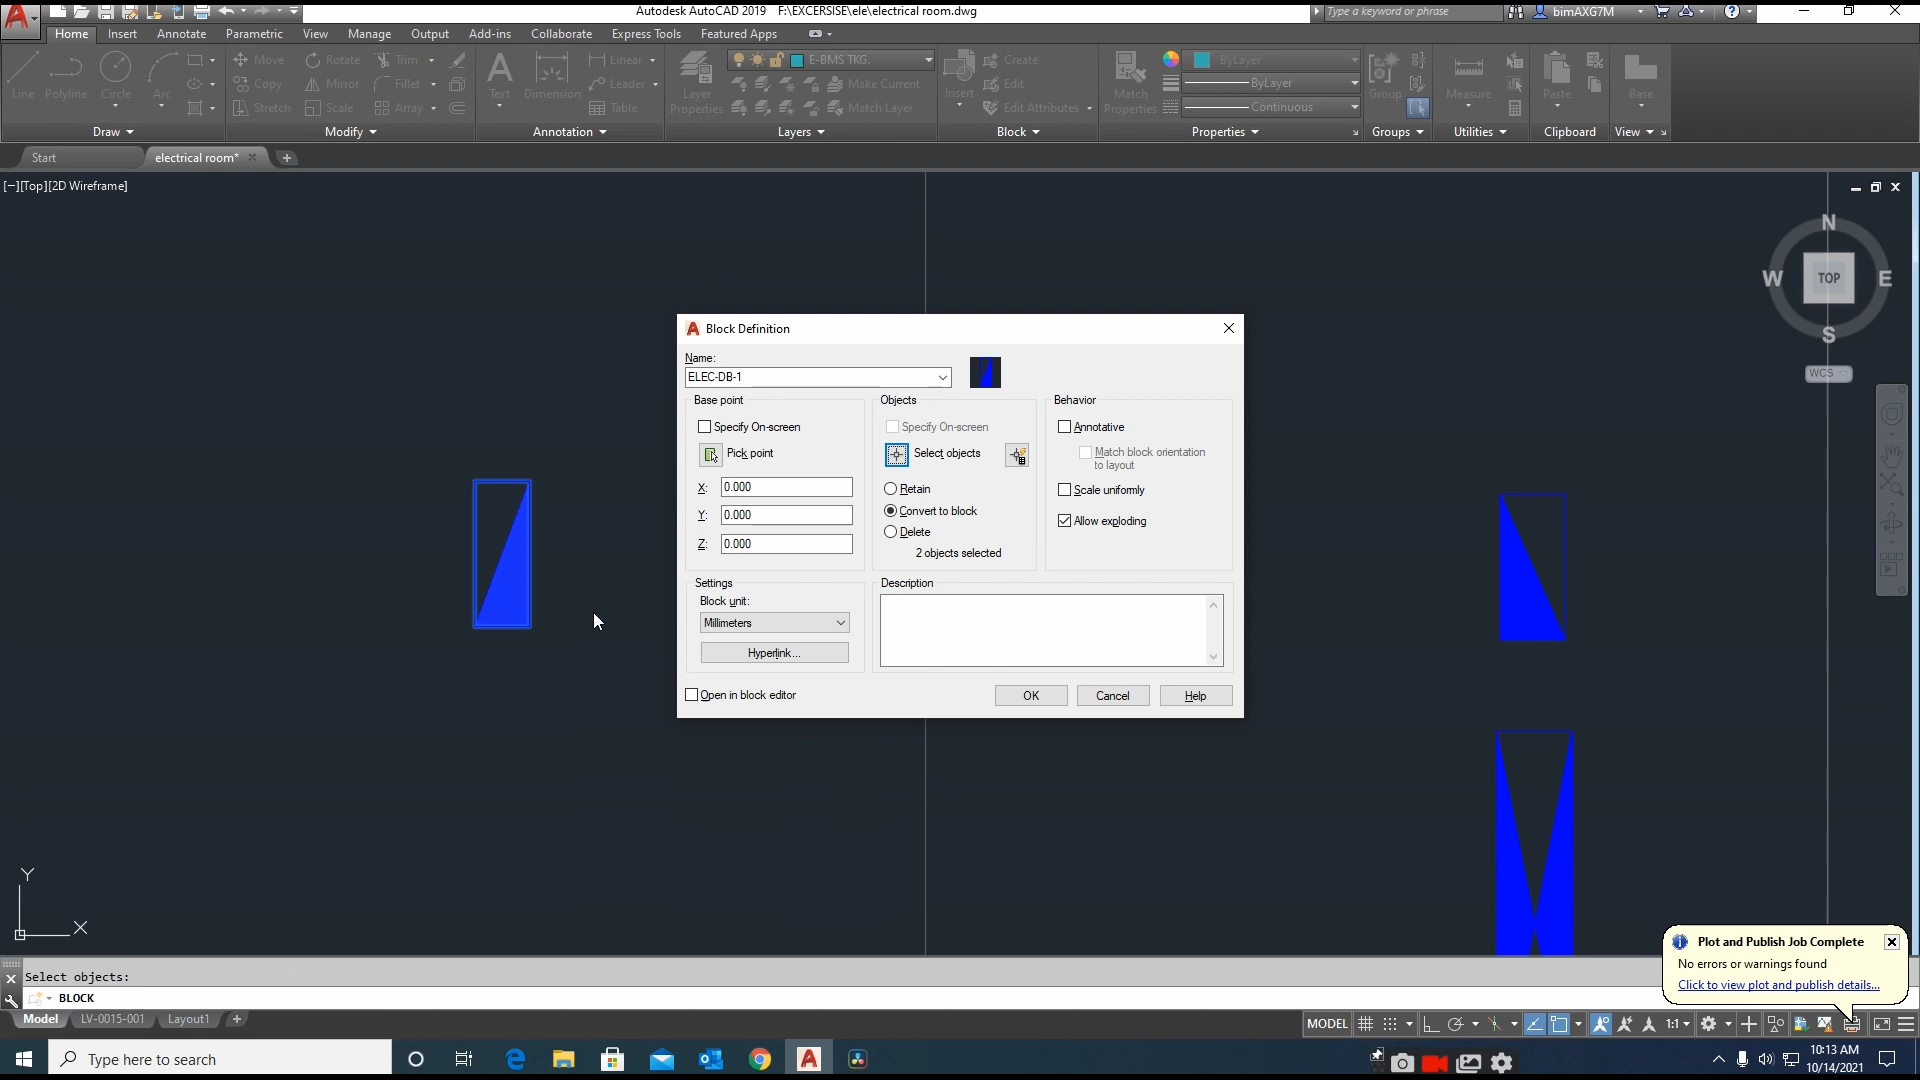 Autodesk AutoCAD 2019 F:\EXCERSISE\ele\electrical room.dwg
Type a keyword or phrase
bimAXG7M
Home Insert Annotate Parametric View Manage Output Add-ins Collaborate Express Tools Featured Apps
Line Polyline Circle Arc
Move Rotate Trim
Copy Mirror Fillet
Stretch Scale Array
Text Dimension
Linear
Leader
Table
Layer Properties
E-BMS TKG.
Make Current
Match Layer
Insert
Create
Edit
Edit Attributes
Match Properties
ByLayer
ByLayer
Continuous
Group
Measure
Paste
Base
Draw Modify Annotation Layers Block Properties Groups Utilities Clipboard View
Start electrical room*
[−][Top][2D Wireframe]
N
W TOP E
S
WCS
Block Definition
Name:
ELEC-DB-1
Base point Objects Behavior
Specify On-screen Specify On-screen Annotative
Pick point Select objects Match block orientation
to layout
X: 0.000 Retain Scale uniformly
Y: 0.000 Convert to block Allow exploding
Z: 0.000 Delete
2 objects selected
Settings Description
Block unit:
Millimeters
Hyperlink...
Open in block editor OK Cancel Help
Y
X
Plot and Publish Job Complete
No errors or warnings found
Click to view plot and publish details...
Select objects:
BLOCK
Model LV-0015-001 Layout1
MODEL 1:1
Type here to search
10:13 AM
10/14/2021